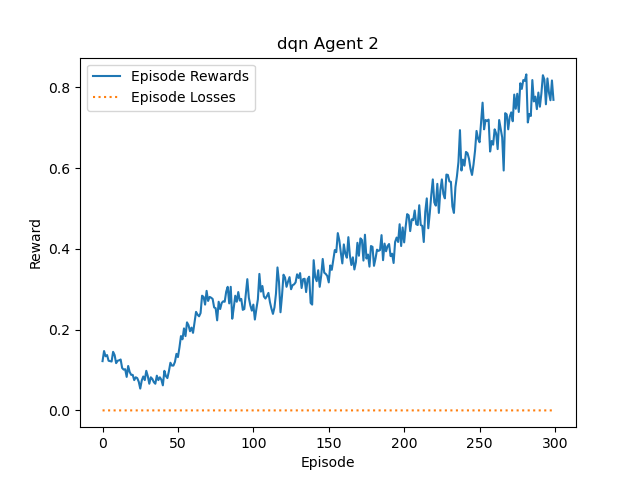 dqn Agent 2
Episode Rewards
Episode Losses
Reward
0.8
0.6
0.4
0.2
0.0
0 50 100 150 200 250 300
Episode